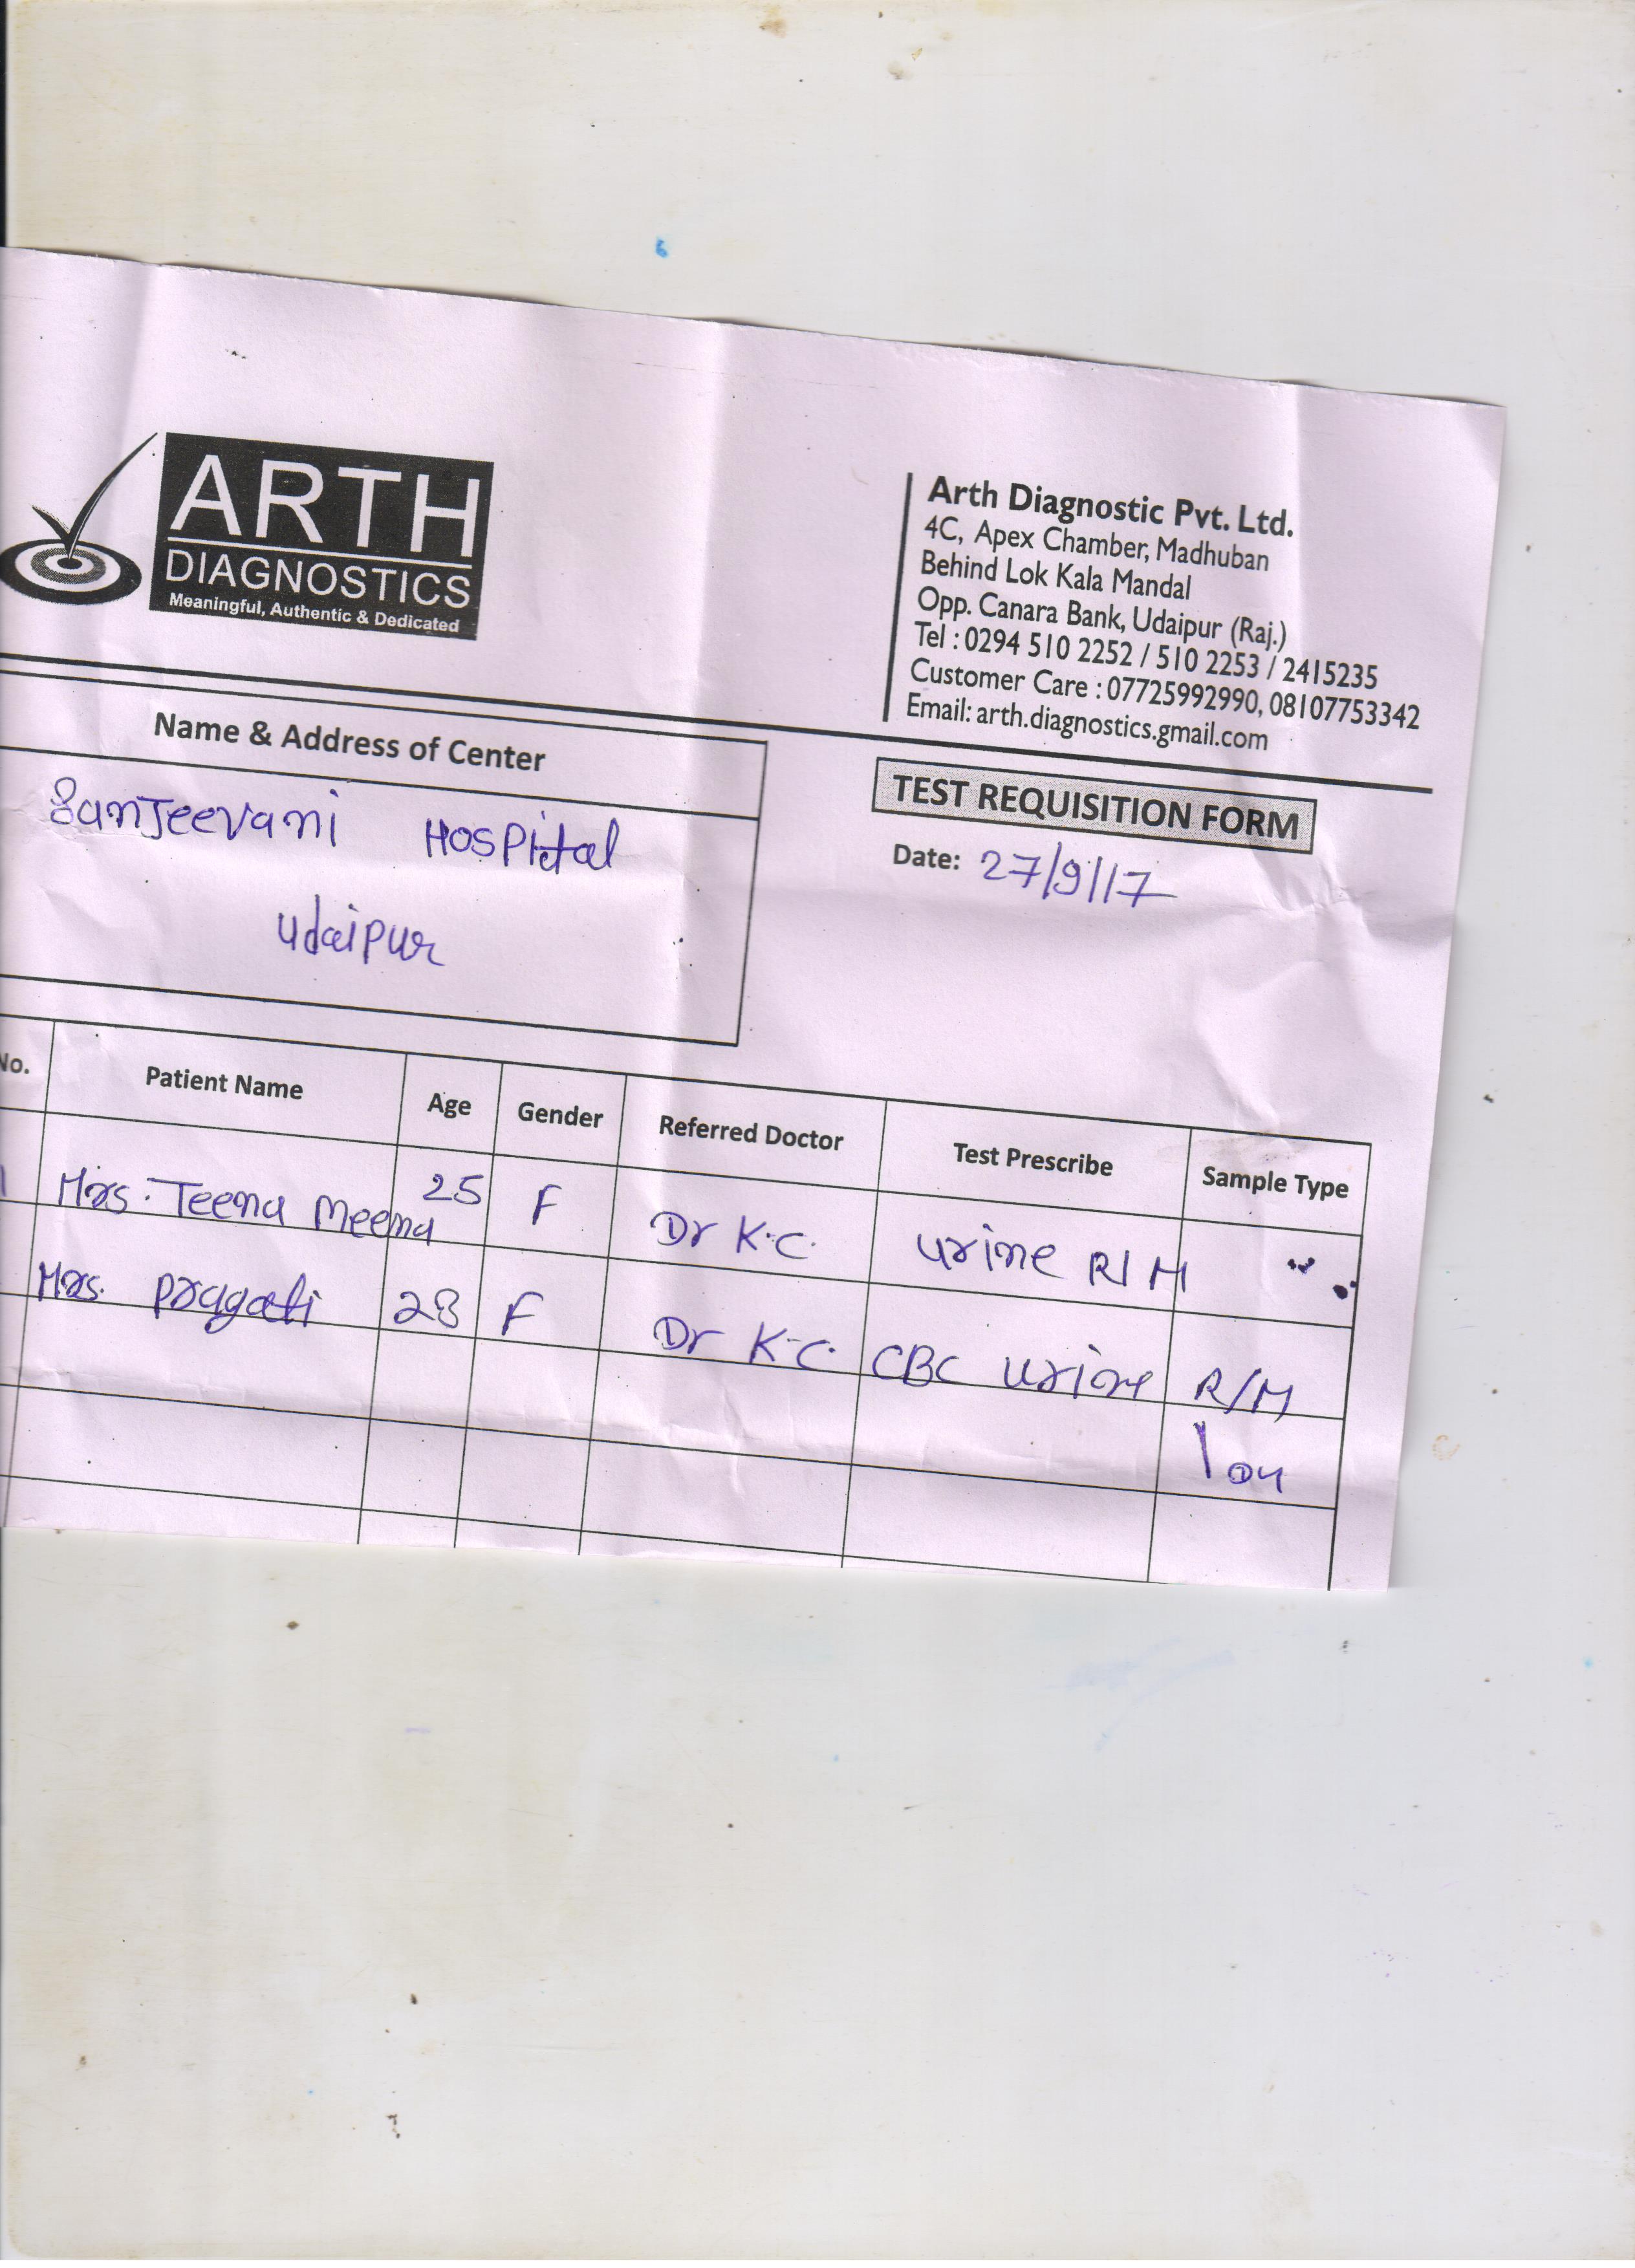 ARTH
DIAGNOSTICS
Meaningful, Authentic & Dedicated
Arth Diagnostic Pvt. Ltd.
4C, Apex Chamber, Madhuban
Behind Lok Kala Mandal
Opp. Canara Bank, Udaipur (Raj.)
Tel : 0294 510 2252 / 510 2253 / 2415235
Customer Care : 07725992990, 08107753342
Email: arth.diagnostics.gmail.com
Name & Address of Center
Sanjeevani Hospital
Udaipur
TEST REQUISITION FORM
Date: 27/9/17
No. Patient Name Age Gender Referred Doctor Test Prescribe Sample Type
1 Mrs. Teena Meena 25 F Dr K.C. Urine R/M
Mrs. Pragati 28 F Dr K.C. CBC Urine R/M